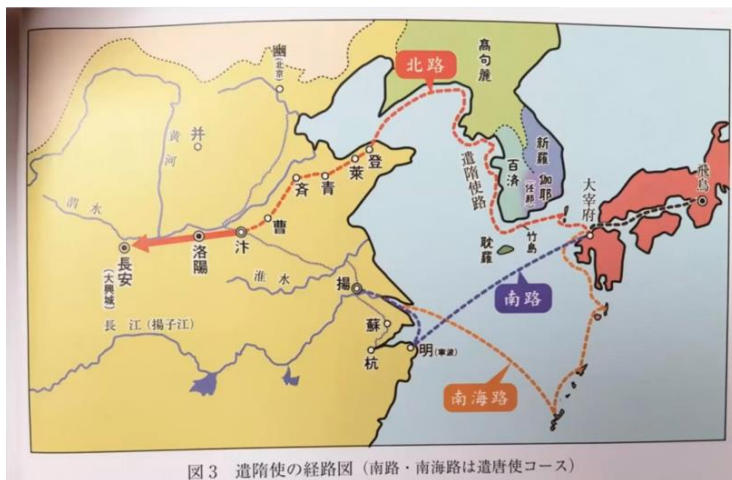 北路
高句麗
幽
(北京)
黄河
井
登
萊
青
斉
曹
汴
洛陽
長安
(大興城)
渭水
淮水
長江(揚子江)
揚
蘇
杭
明(寧波)
遣隋使路
百済
新羅
伽耶
(任那)
耽羅
竹島
大宰府
飛鳥
南路
南海路
図3 遣隋使の経路図(南路・南海路は遣唐使コース)